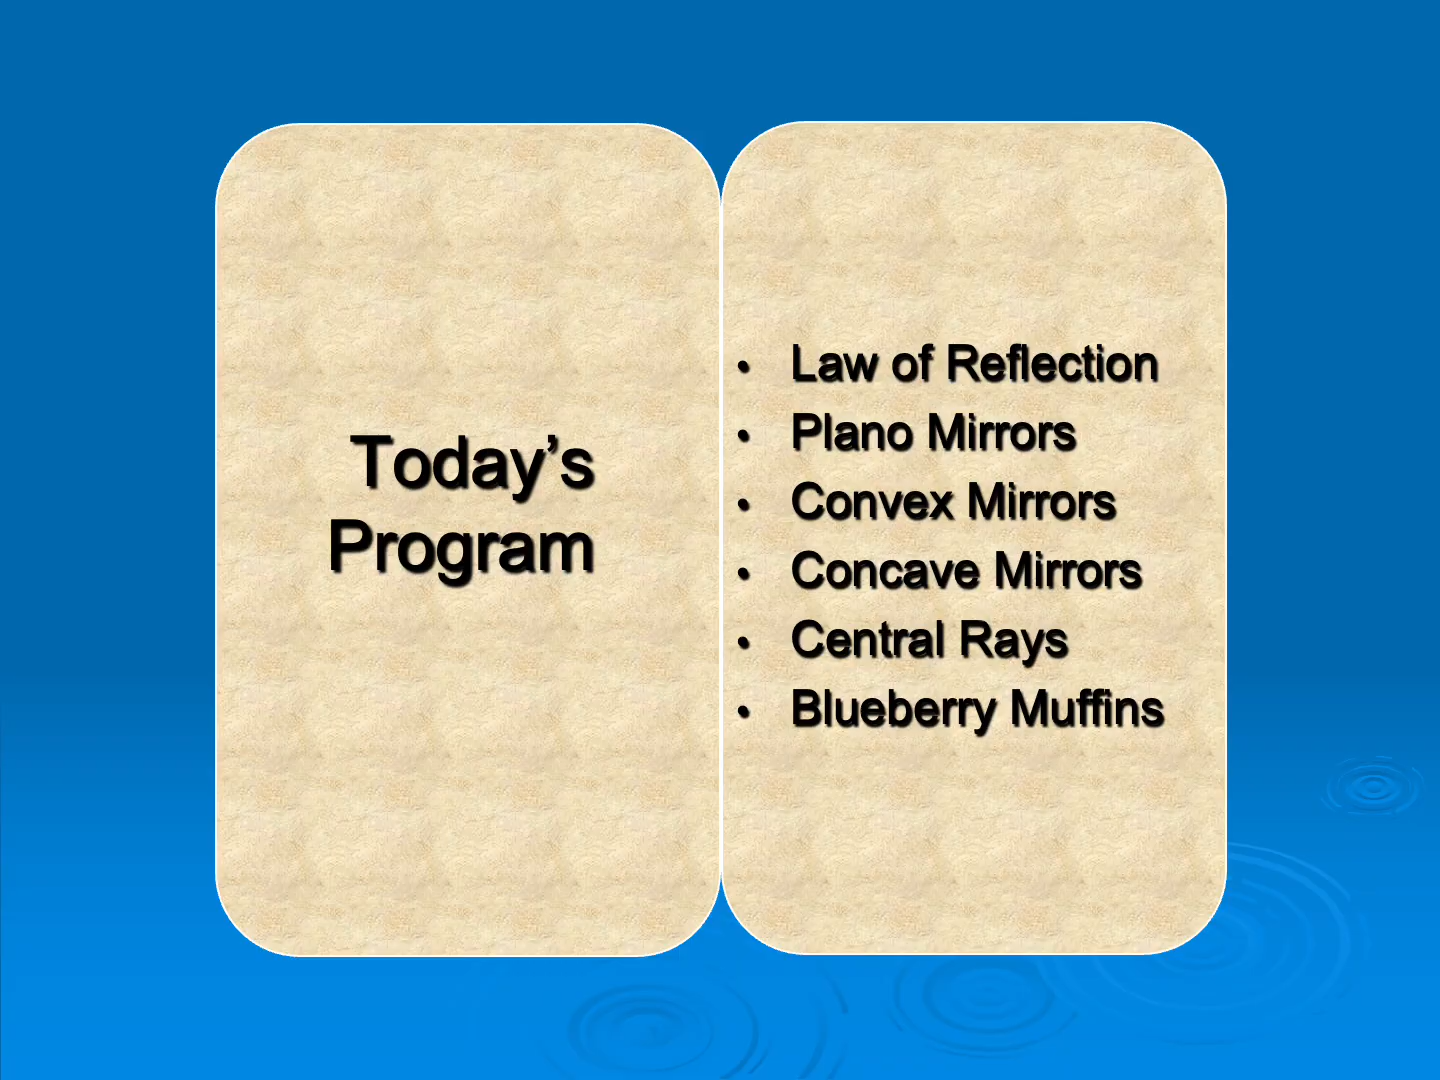 Today’s
Program
• Law of Reflection
• Plano Mirrors
• Convex Mirrors
• Concave Mirrors
• Central Rays
• Blueberry Muffins